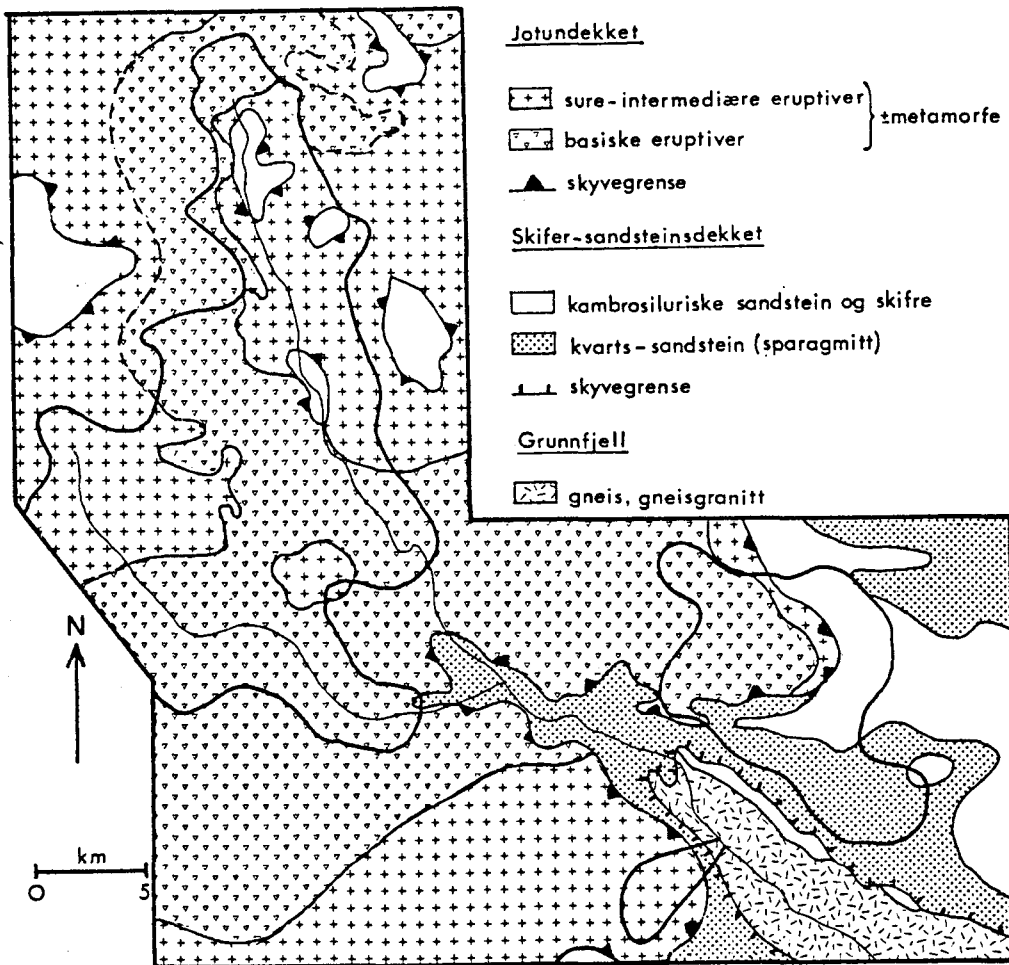 Jotundekket
sure-intermediære eruptiver
±metamorfe
basiske eruptiver
skyvegrense
Skifer-sandsteinsdekket
kambrosiluriske sandstein og skifre
kvarts-sandstein (sparagmitt)
skyvegrense
Grunnfjell
gneis, gneisgranitt
N
km
0 5